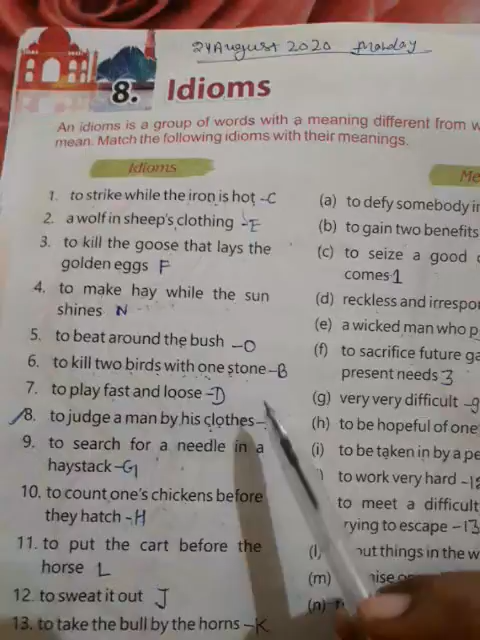 24 August 2020 Monday
8. Idioms
An idioms is a group of words with a meaning different from
mean. Match the following idioms with their meanings.
Idioms
1. to strike while the iron is hot -C
2. a wolf in sheep's clothing -E
3. to kill the goose that lays the
golden eggs F
4. to make hay while the sun
shines N
5. to beat around the bush -O
6. to kill two birds with one stone -B
7. to play fast and loose -D
8. to judge a man by his clothes -
9. to search for a needle in a
haystack -G
10. to count one's chickens before
they hatch -H
11. to put the cart before the
horse L
12. to sweat it out J
13. to take the bull by the horns -K
(a) to defy somebody
(b) to gain two benefits
(c) to seize a good
comes 1
(d) reckless and
(e) a wicked man who
(f) to sacrifice future
present needs 3
(g) very very difficult -9
(h) to be hopeful of one
(i) to be taken in by a
to work very hard
to meet a difficult
to escape -13
(l) things in the
(m)
(n)